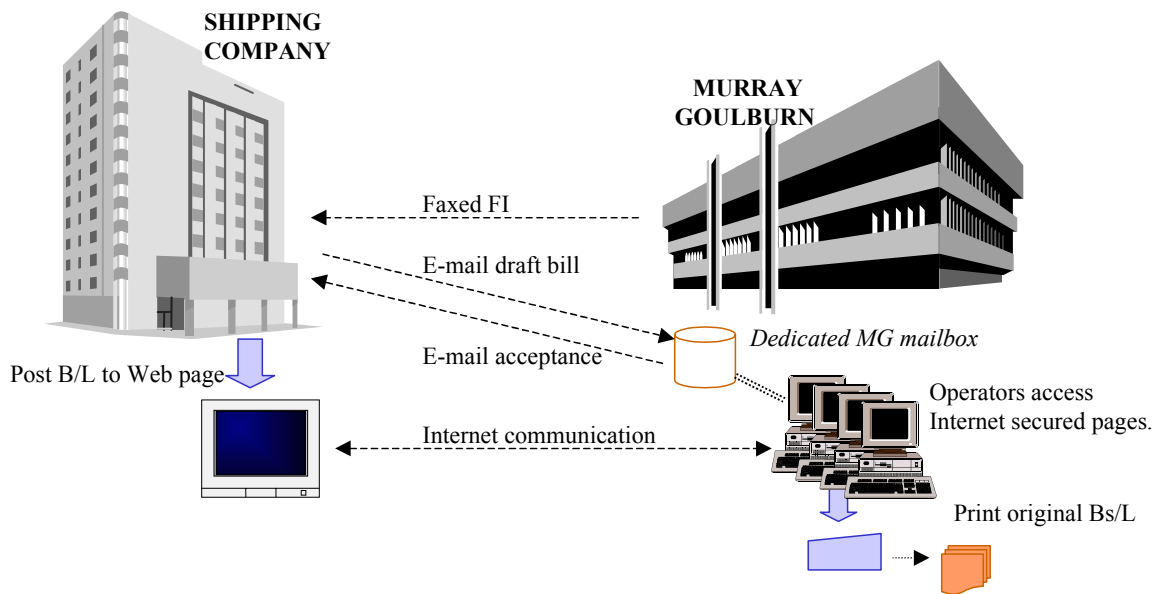 SHIPPING
COMPANY
MURRAY
GOULBURN
Faxed FI
E-mail draft bill
Dedicated MG mailbox
E-mail acceptance
Post B/L to Web page
Operators access
Internet secured pages.
Internet communication
Print original Bs/L